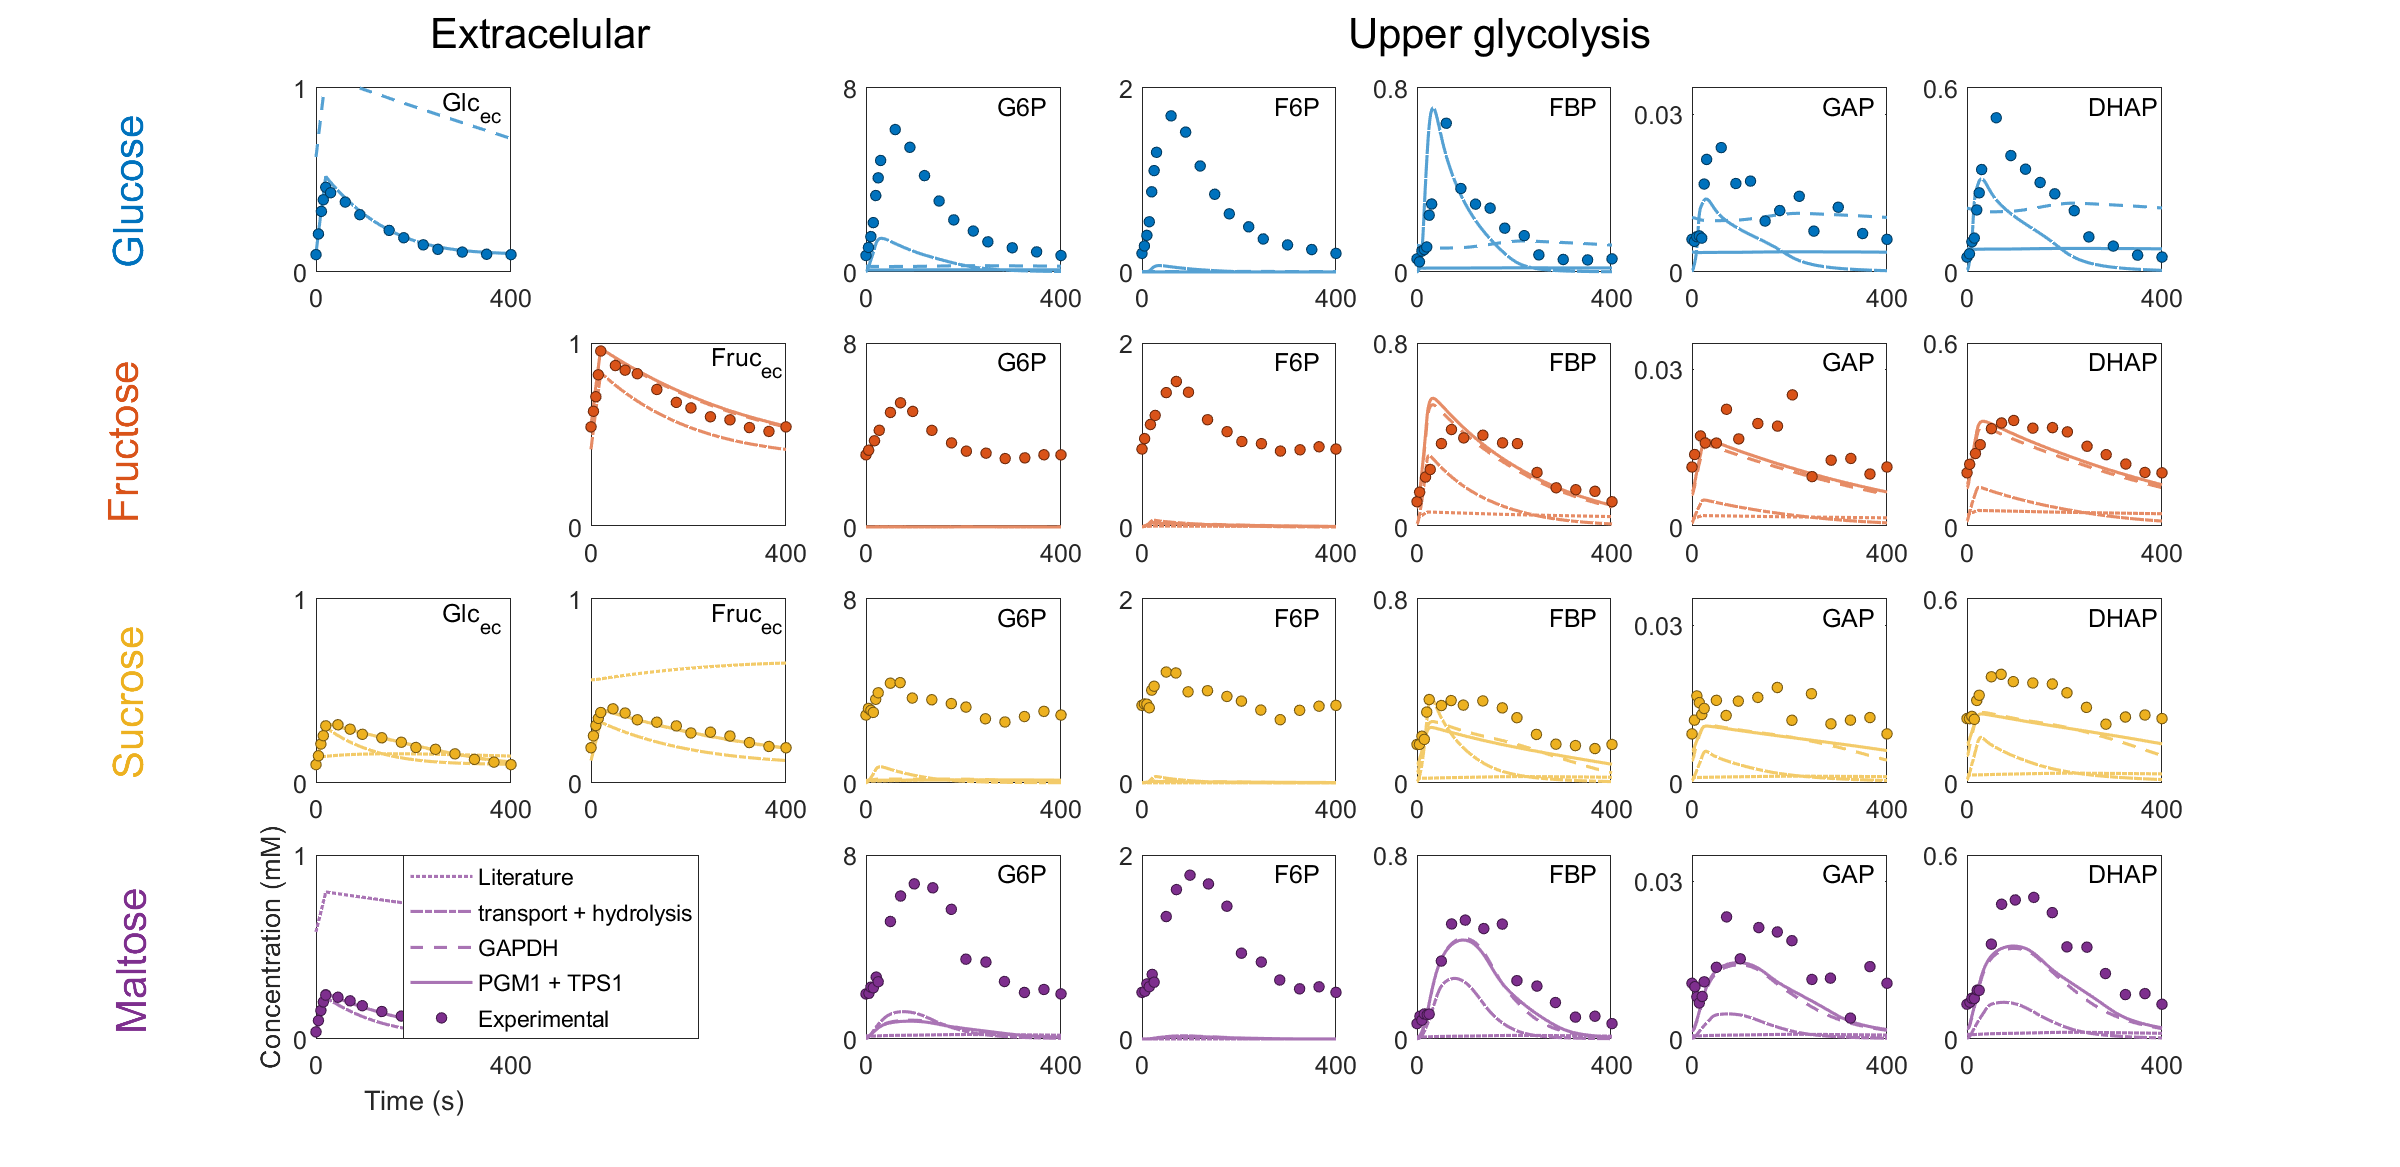 Extracelular Upper glycolysis
Glucose
1 Glc_ec 8 G6P 2 F6P 0.8 FBP 0.03 GAP 0.6 DHAP
0 0 0 0 0 0
0 400 0 400 0 400 0 400 0 400 0 400
Fructose
1 Fruc_ec 8 G6P 2 F6P 0.8 FBP 0.03 GAP 0.6 DHAP
0 0 0 0 0 0
0 400 0 400 0 400 0 400 0 400 0 400
Sucrose
1 Glc_ec 1 Fruc_ec 8 G6P 2 F6P 0.8 FBP 0.03 GAP 0.6 DHAP
0 0 0 0 0 0 0
0 400 0 400 0 400 0 400 0 400 0 400 0 400
Maltose
Concentration (mM)
1 8 G6P 2 F6P 0.8 FBP 0.03 GAP 0.6 DHAP
Literature
transport + hydrolysis
GAPDH
PGM1 + TPS1
Experimental
0 0 0 0 0 0
0 400 0 400 0 400 0 400 0 400 0 400
Time (s)